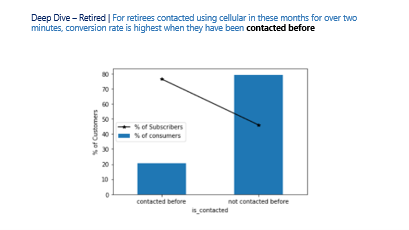 Deep Dive – Retired | For retirees contacted using cellular in these months for over two
minutes, conversion rate is highest when they have been contacted before
80
70
60
50
40
30
20
10
0
% of Customers
% of Subscribers
% of consumers
contacted before
not contacted before
is_contacted